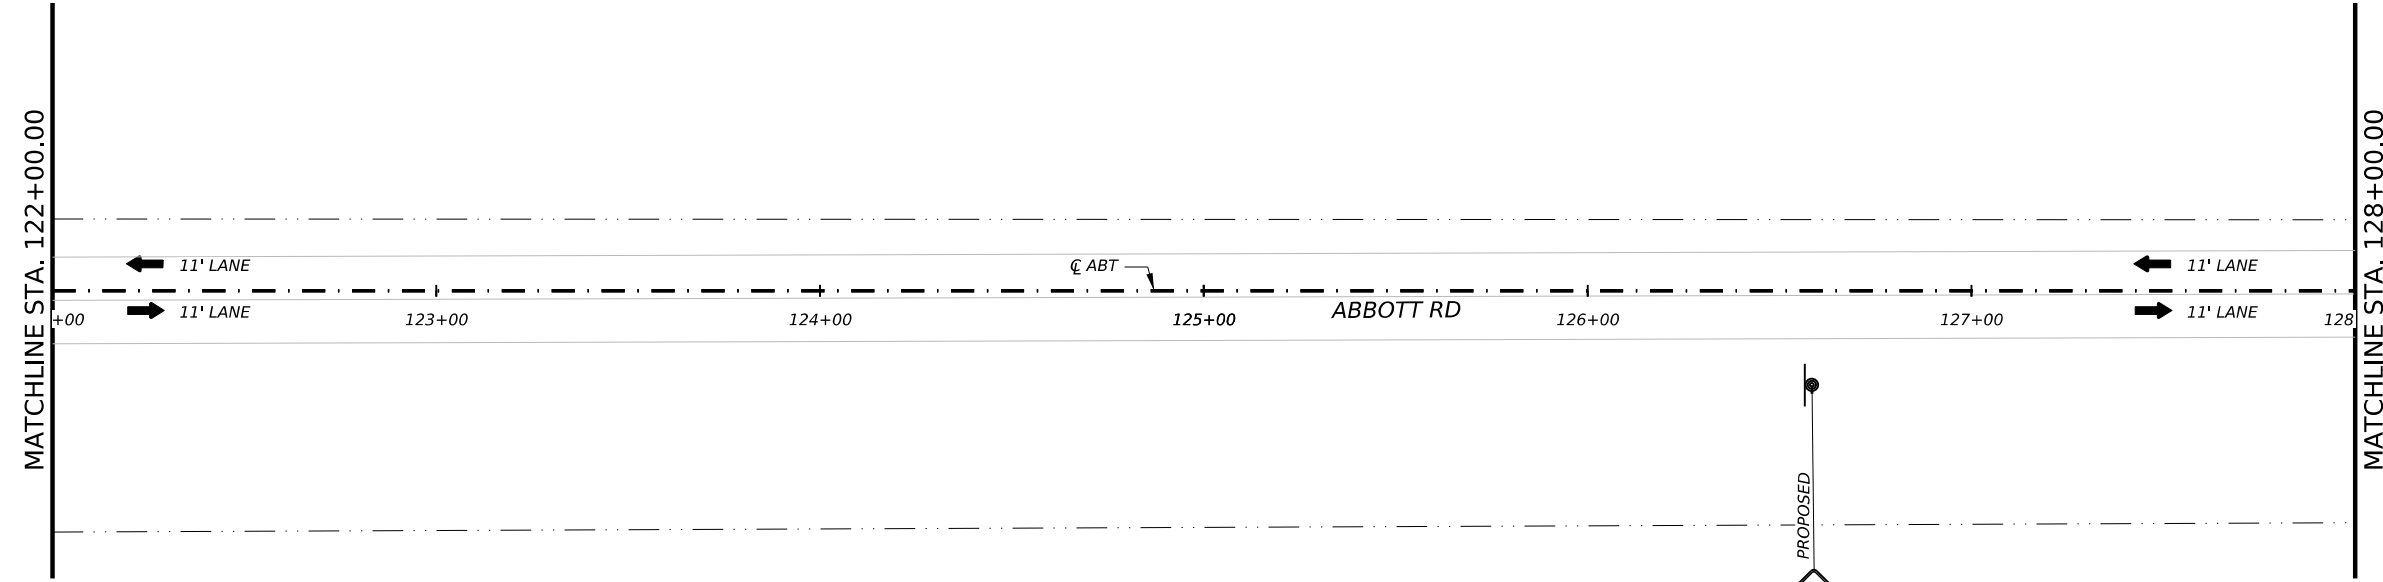 MATCHLINE STA. 122+00.00
11' LANE
℄ ABT
11' LANE
11' LANE
ABBOTT RD
11' LANE
+00
123+00
124+00
125+00
126+00
127+00
128
PROPOSED
MATCHLINE STA. 128+00.00